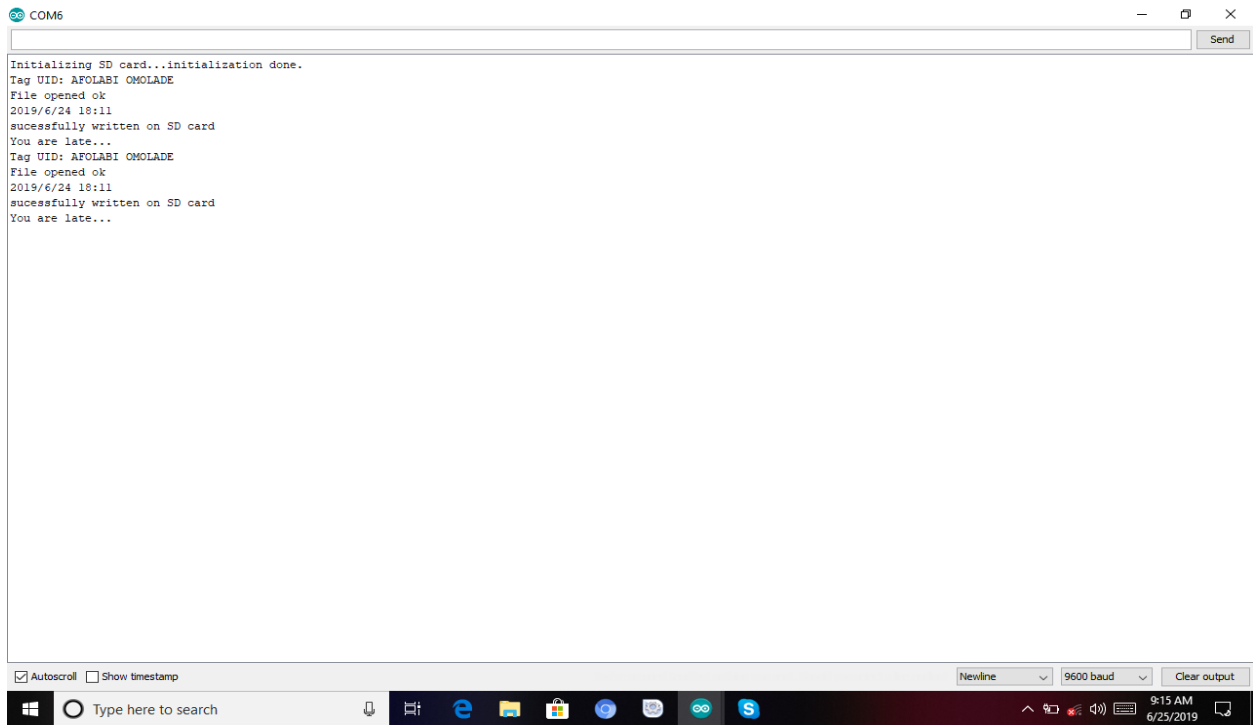 COM6
Send
Initializing SD card...initialization done.
Tag UID: AFOLABI OMOLADE
File opened ok
2019/6/24 18:11
sucessfully written on SD card
You are late...
Tag UID: AFOLABI OMOLADE
File opened ok
2019/6/24 18:11
sucessfully written on SD card
You are late...
Autoscroll Show timestamp Newline 9600 baud Clear output
Type here to search
9:15 AM
6/25/2019